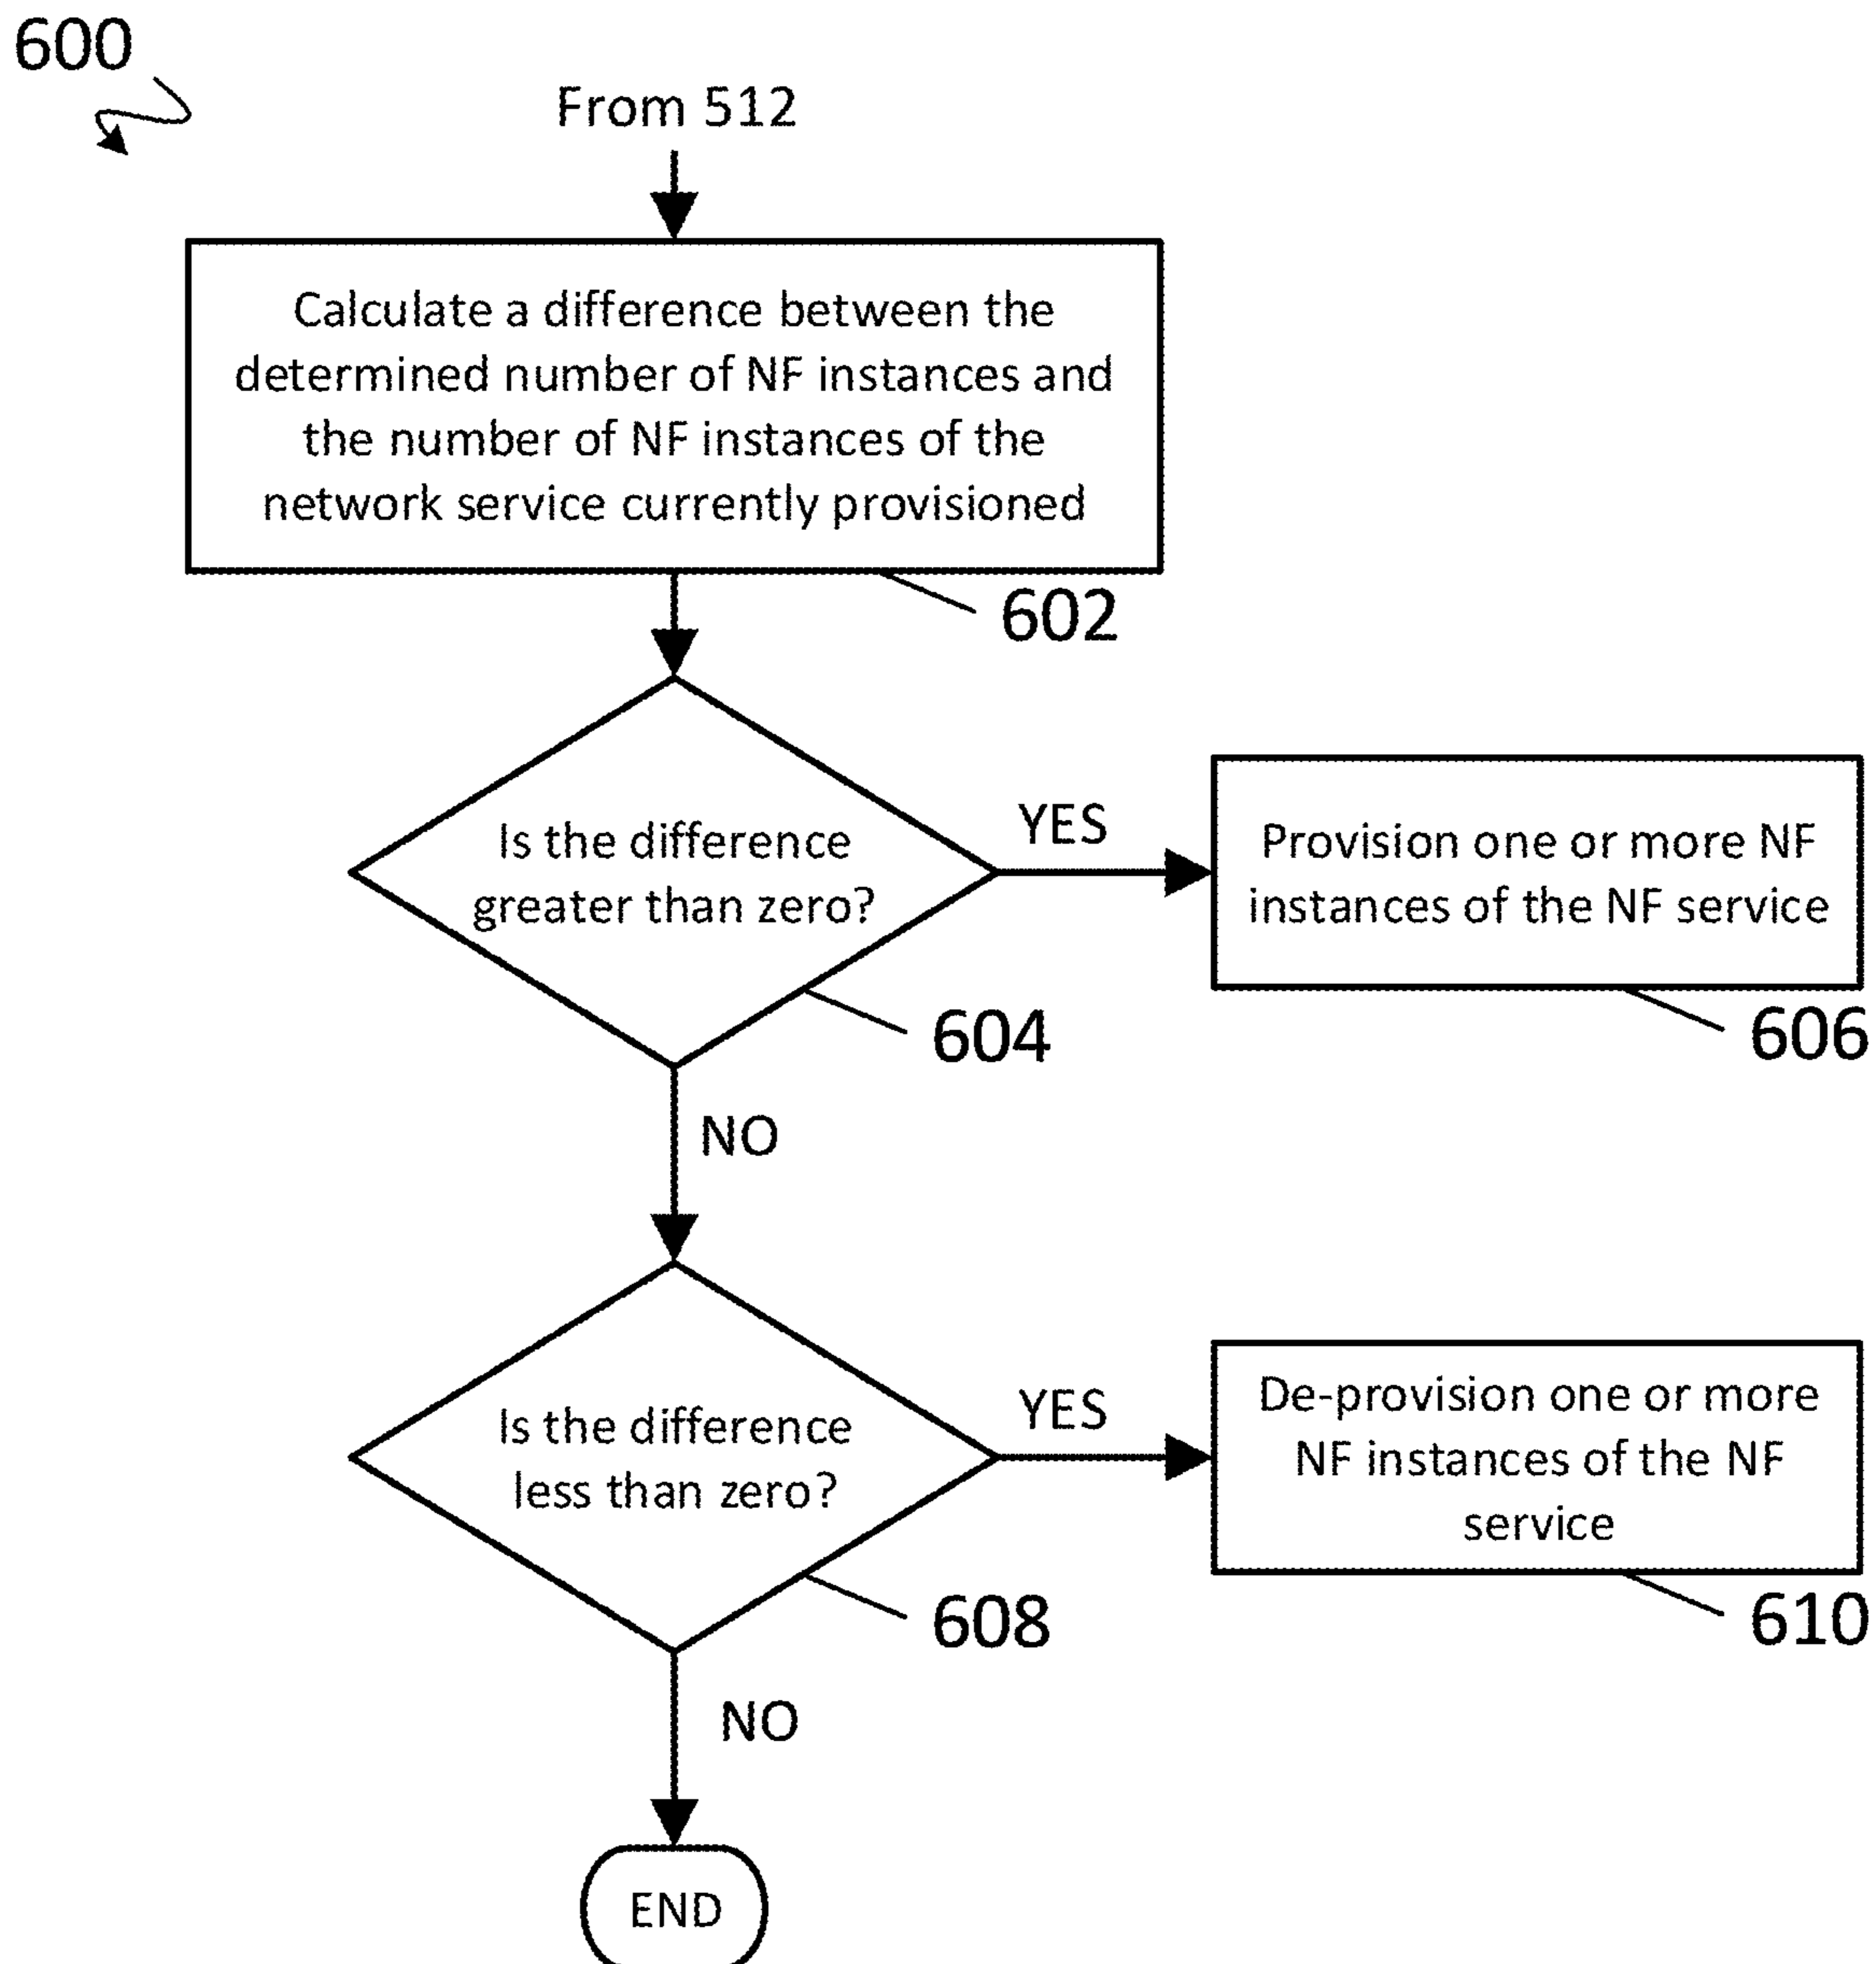 600
From 512
Calculate a difference between the
determined number of NF instances and
the number of NF instances of the
network service currently provisioned
602
Is the difference
greater than zero?
YES
Provision one or more NF
instances of the NF service
604
606
NO
Is the difference
less than zero?
YES
De-provision one or more
NF instances of the NF
service
608
610
NO
END